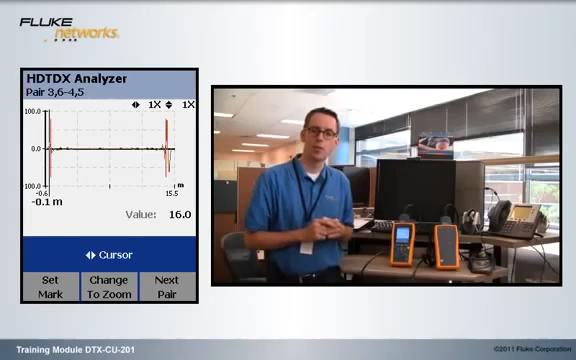 FLUKE
networks®
HDTDX Analyzer
Pair 3,6-4,5
1X 1X
100.0
0.0
100.0
-0.6 15.5 m
-0.1 m
Value: 16.0
Cursor
Set Mark
Change To Zoom
Next Pair
Training Module DTX-CU-201
©2011 Fluke Corporation